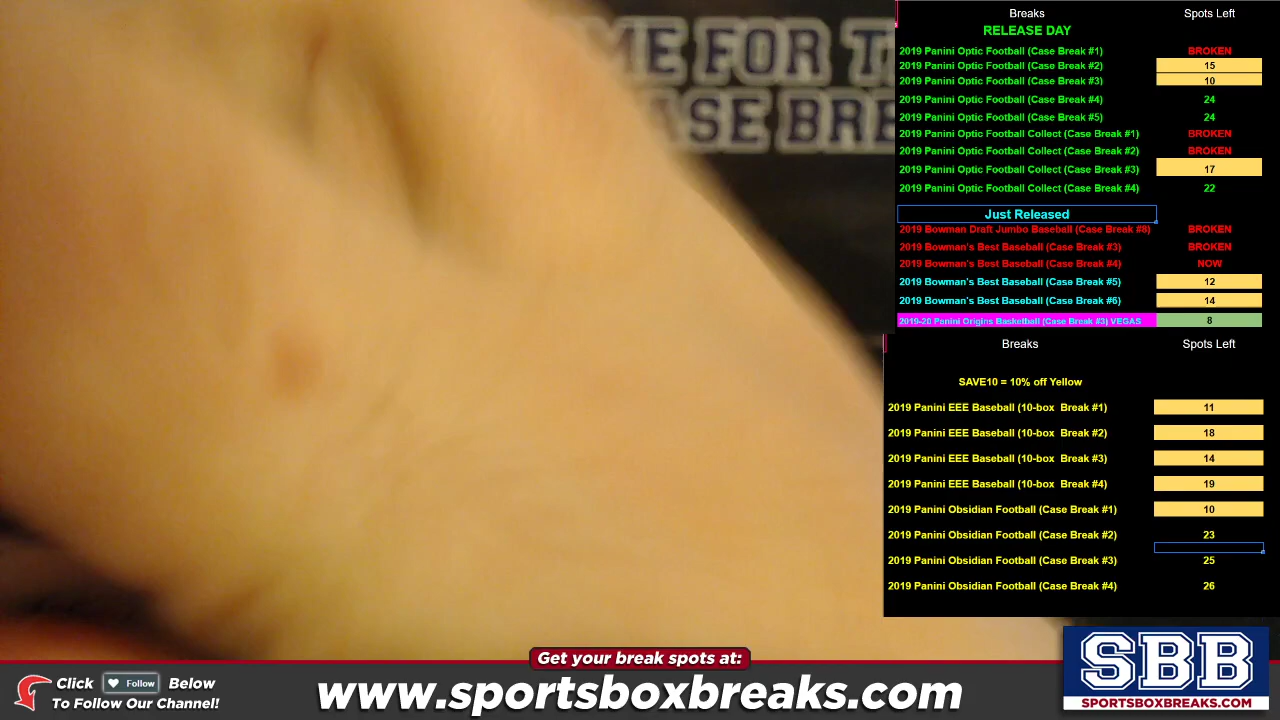 KE FOR T
ASE BRE
Breaks Spots Left
RELEASE DAY
2019 Panini Optic Football (Case Break #1) BROKEN
2019 Panini Optic Football (Case Break #2) 15
2019 Panini Optic Football (Case Break #3) 10
2019 Panini Optic Football (Case Break #4) 24
2019 Panini Optic Football (Case Break #5) 24
2019 Panini Optic Football Collect (Case Break #1) BROKEN
2019 Panini Optic Football Collect (Case Break #2) BROKEN
2019 Panini Optic Football Collect (Case Break #3) 17
2019 Panini Optic Football Collect (Case Break #4) 22
Just Released
2019 Bowman Draft Jumbo Baseball (Case Break #8) BROKEN
2019 Bowman's Best Baseball (Case Break #3) BROKEN
2019 Bowman's Best Baseball (Case Break #4) NOW
2019 Bowman's Best Baseball (Case Break #5) 12
2019 Bowman's Best Baseball (Case Break #6) 14
2019-20 Panini Origins Basketball (Case Break #3) VEGAS 8
Breaks Spots Left
SAVE10 = 10% off Yellow
2019 Panini EEE Baseball (10-box Break #1) 11
2019 Panini EEE Baseball (10-box Break #2) 18
2019 Panini EEE Baseball (10-box Break #3) 14
2019 Panini EEE Baseball (10-box Break #4) 19
2019 Panini Obsidian Football (Case Break #1) 10
2019 Panini Obsidian Football (Case Break #2) 23
2019 Panini Obsidian Football (Case Break #3) 25
2019 Panini Obsidian Football (Case Break #4) 26
Get your break spots at:
Click Follow Below
To Follow Our Channel!
www.sportsboxbreaks.com
SBB
SPORTSBOXBREAKS.COM